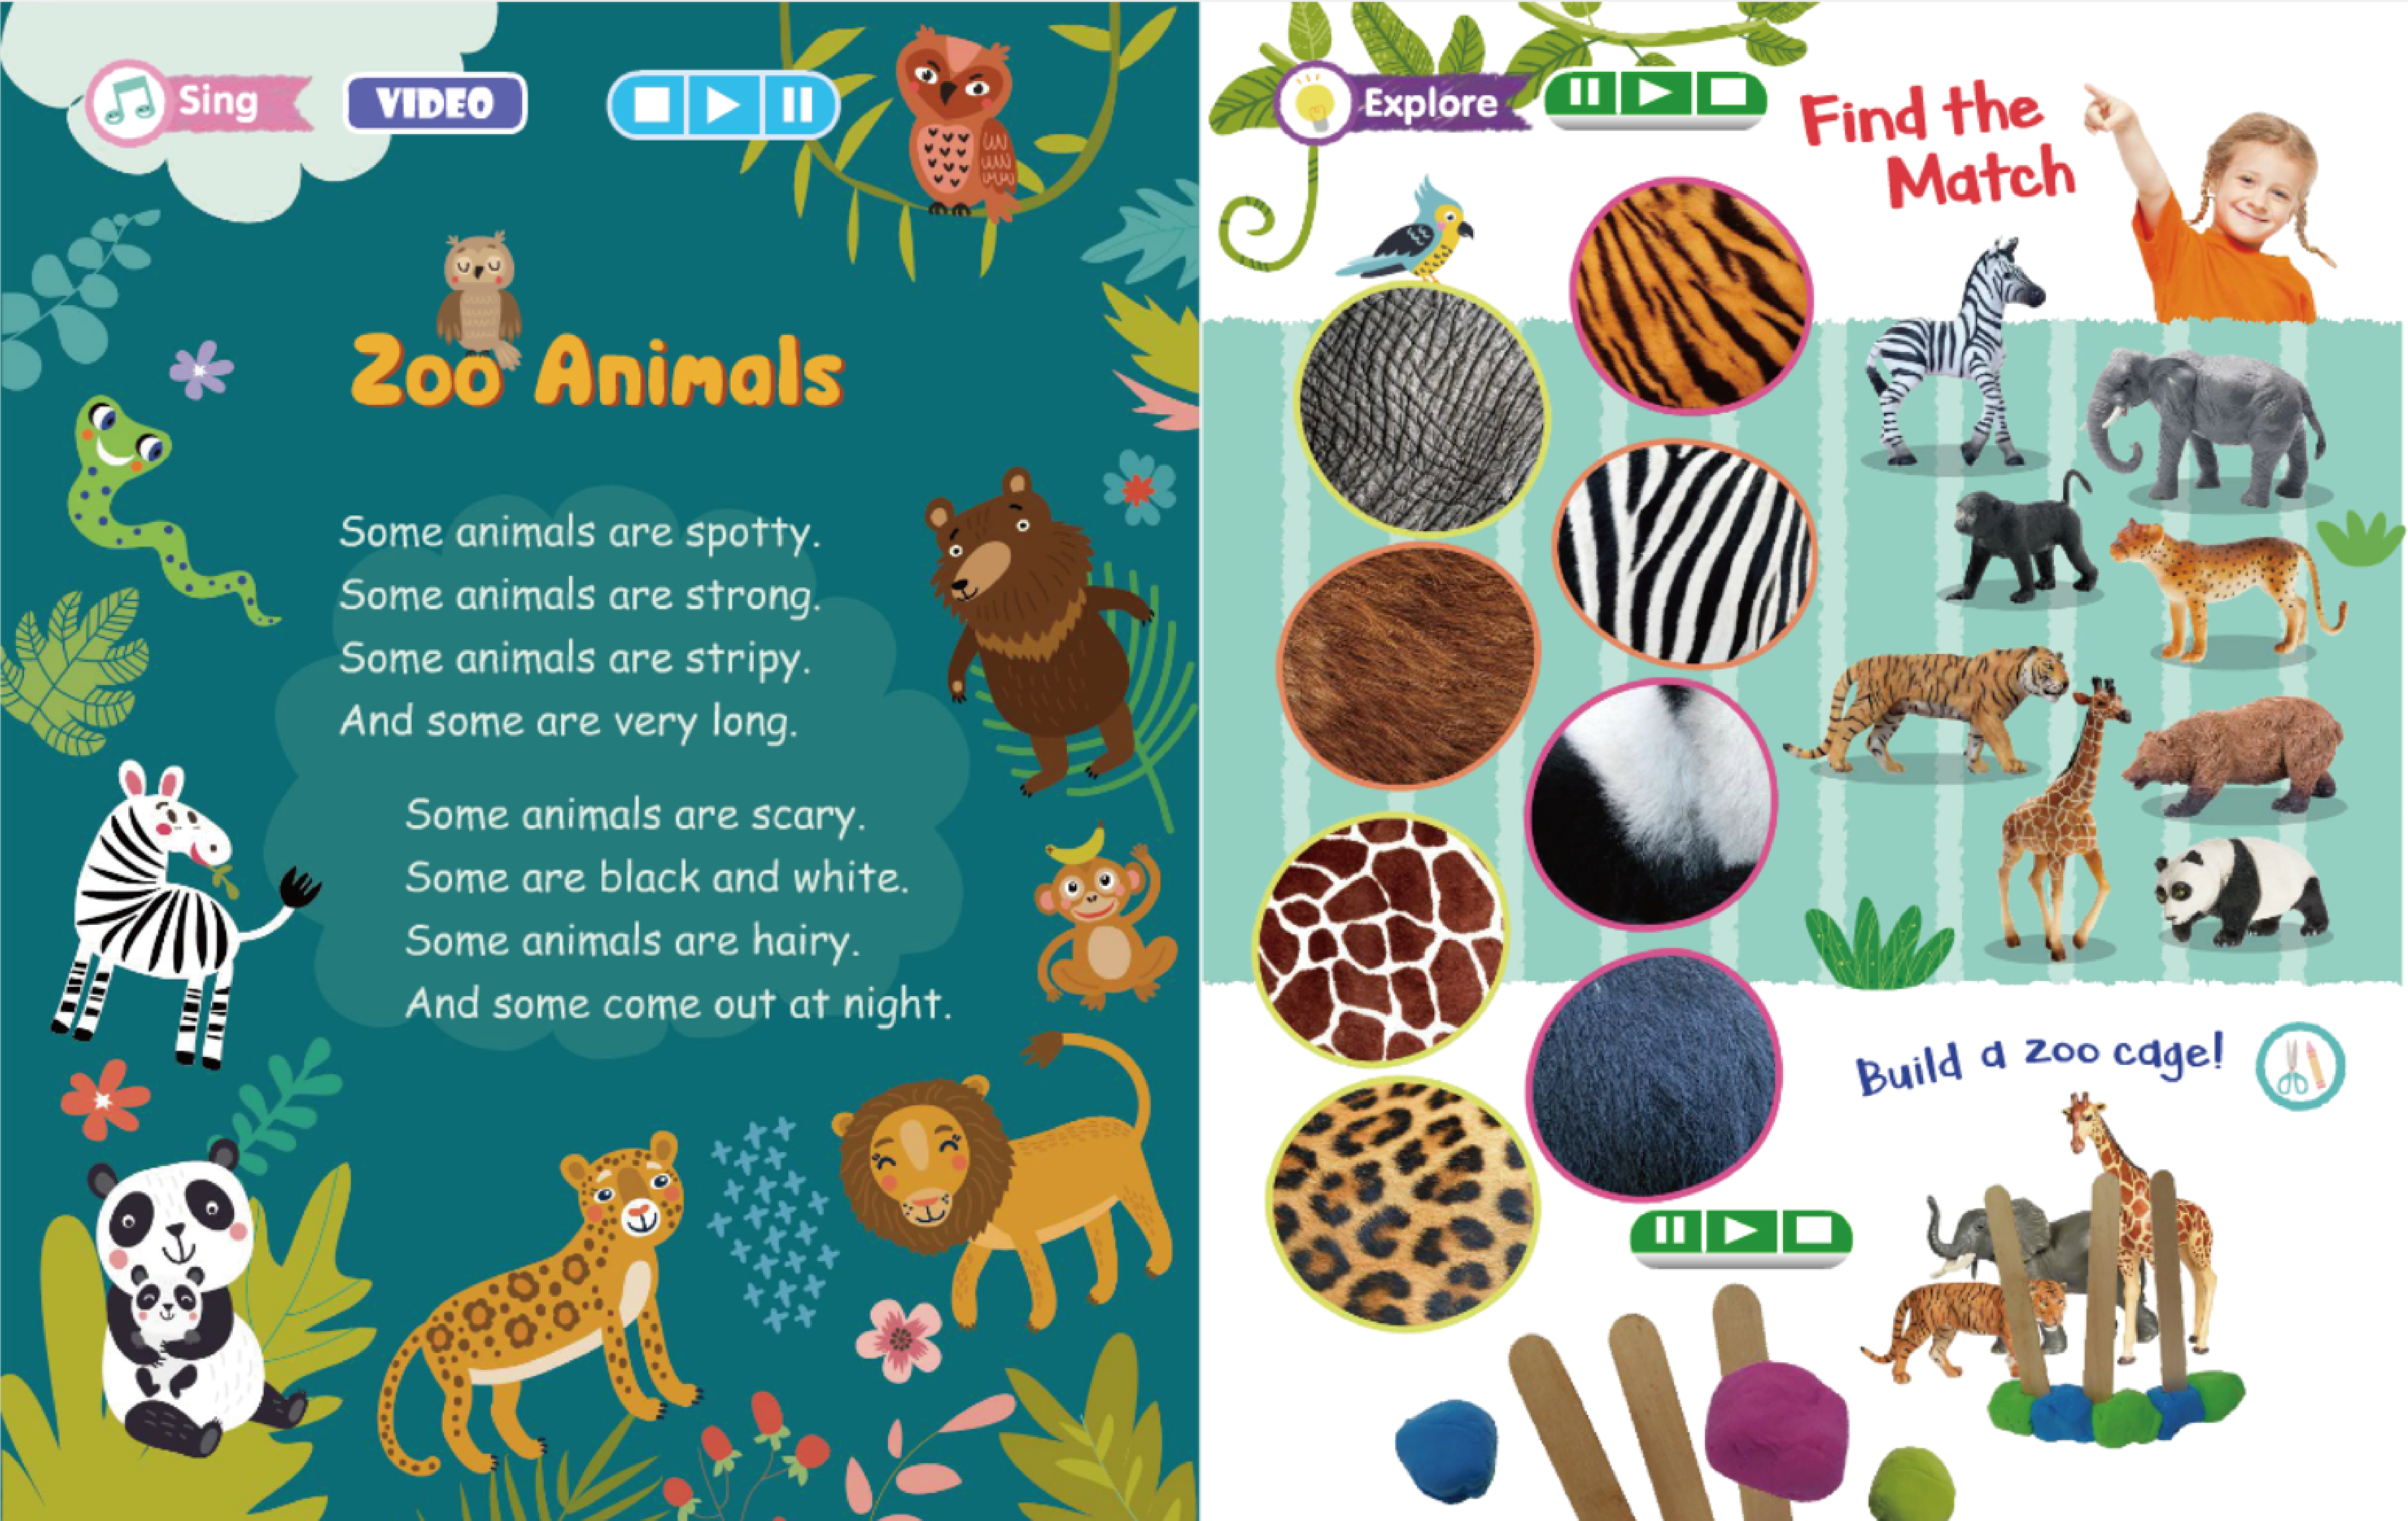 Sing
VIDEO
Zoo Animals
Some animals are spotty.
Some animals are strong.
Some animals are stripy.
And some are very long.
Some animals are scary.
Some are black and white.
Some animals are hairy.
And some come out at night.
Explore
Find the
Match
Build a zoo cage!